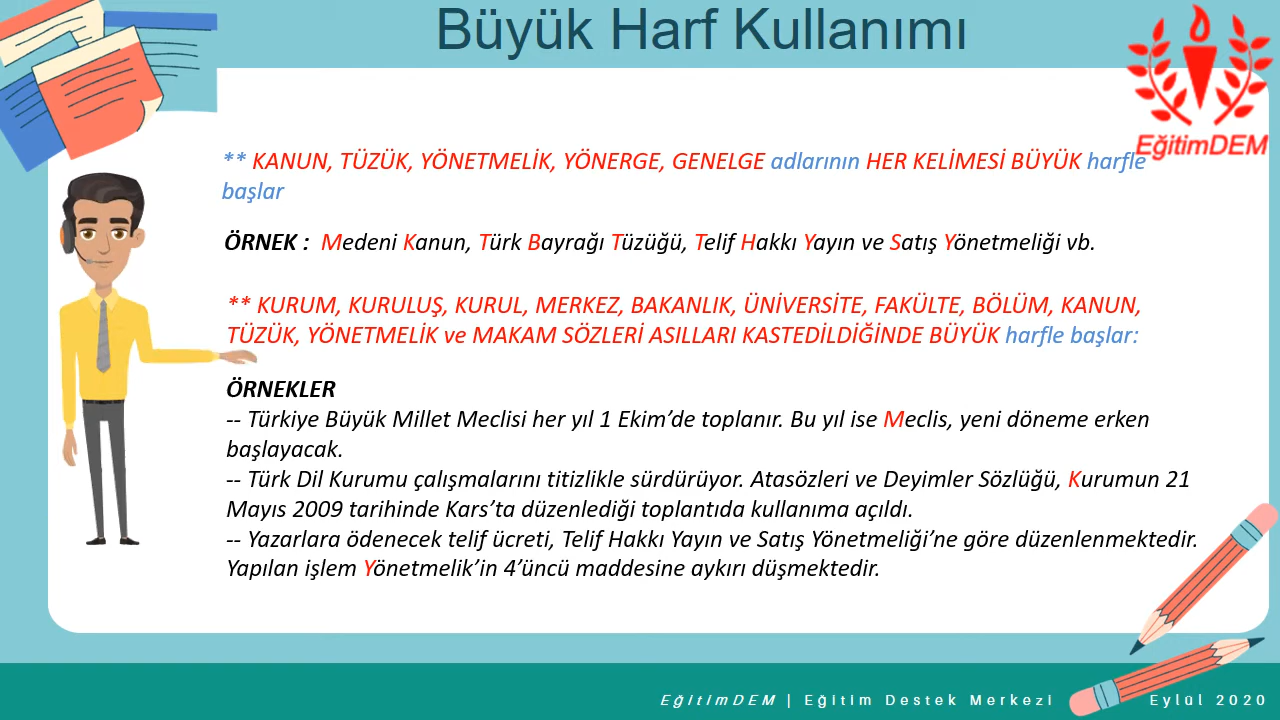 Büyük Harf Kullanımı
EğitimDEM
** KANUN, TÜZÜK, YÖNETMELİK, YÖNERGE, GENELGE adlarının HER KELİMESİ BÜYÜK harfle
başlar
ÖRNEK : Medeni Kanun, Türk Bayrağı Tüzüğü, Telif Hakkı Yayın ve Satış Yönetmeliği vb.
** KURUM, KURULUŞ, KURUL, MERKEZ, BAKANLIK, ÜNİVERSİTE, FAKÜLTE, BÖLÜM, KANUN,
TÜZÜK, YÖNETMELİK ve MAKAM SÖZLERİ ASILLARI KASTEDİLDİĞİNDE BÜYÜK harfle başlar:
ÖRNEKLER
-- Türkiye Büyük Millet Meclisi her yıl 1 Ekim’de toplanır. Bu yıl ise Meclis, yeni döneme erken
başlayacak.
-- Türk Dil Kurumu çalışmalarını titizlikle sürdürüyor. Atasözleri ve Deyimler Sözlüğü, Kurumun 21
Mayıs 2009 tarihinde Kars’ta düzenlediği toplantıda kullanıma açıldı.
-- Yazarlara ödenecek telif ücreti, Telif Hakkı Yayın ve Satış Yönetmeliği’ne göre düzenlenmektedir.
Yapılan işlem Yönetmelik’in 4’üncü maddesine aykırı düşmektedir.
EğitimDEM | Eğitim Destek Merkezi Eylül 2020